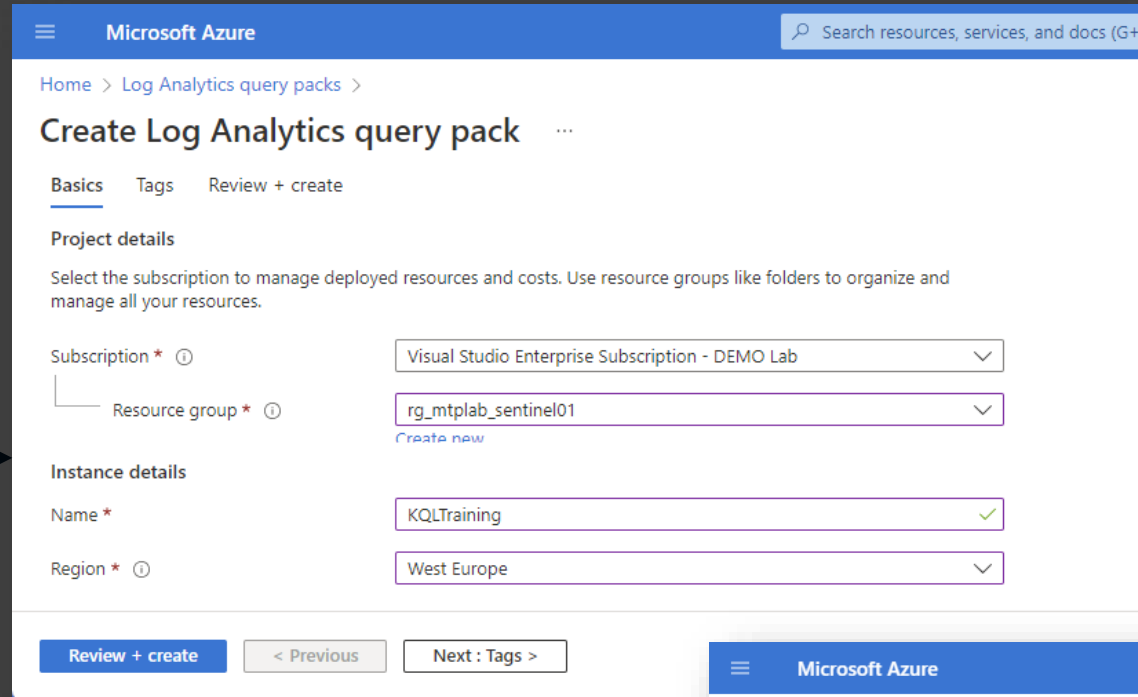 Microsoft Azure
Search resources, services, and docs (G+
Home > Log Analytics query packs >
Create Log Analytics query pack ...
Basics Tags Review + create
Project details
Select the subscription to manage deployed resources and costs. Use resource groups like folders to organize and
manage all your resources.
Subscription * Visual Studio Enterprise Subscription - DEMO Lab
Resource group * rg_mtplab_sentinel01
Create new
Instance details
Name * KQLTraining
Region * West Europe
Review + create < Previous Next : Tags >
Microsoft Azure